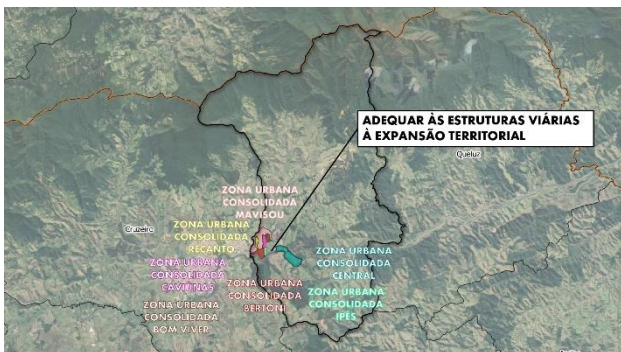 ADEQUAR ÀS ESTRUTURAS VIÁRIAS
À EXPANSÃO TERRITORIAL
Queluz
ZONA URBANA
CONSOLIDADA
MAVISOU
Cruzeiro
ZONA URBANA
CONSOLIDADA
RECANTO
ZONA URBANA
CONSOLIDADA
CENTRAL
ZONA URBANA
CONSOLIDADA
CAVILINAS
ZONA URBANA
CONSOLIDADA
BERTONI
ZONA URBANA
CONSOLIDADA
IPÊS
ZONA URBANA
CONSOLIDADA
BOM VIVER